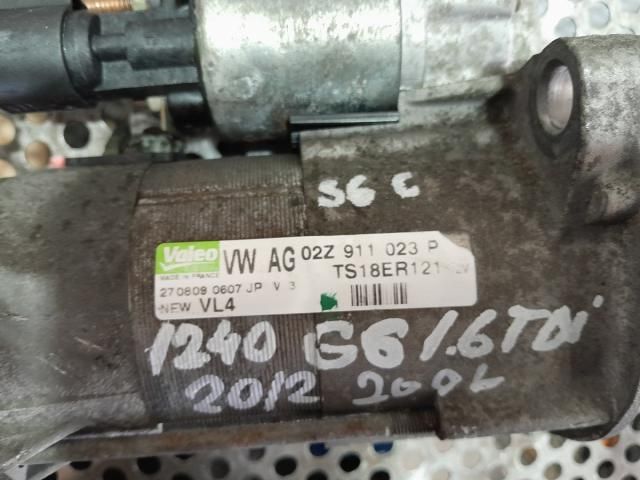 S6 C
Valeo
MADE IN FRANCE
VW AG 02Z 911 023 P
TS18ER121 12V
270809 0607 JP V 3
NEW VL4
1240 G6 1.6TDi
2012 200L